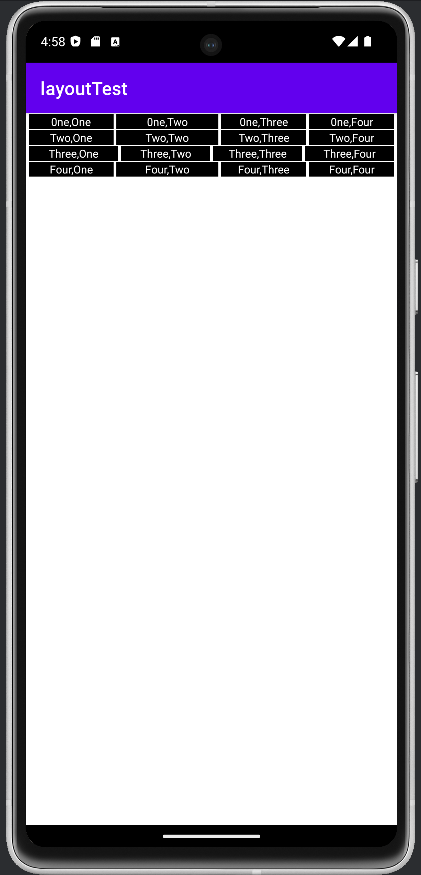 4:58
layoutTest
0ne,One 0ne,Two 0ne,Three 0ne,Four
Two,One Two,Two Two,Three Two,Four
Three,One Three,Two Three,Three Three,Four
Four,One Four,Two Four,Three Four,Four